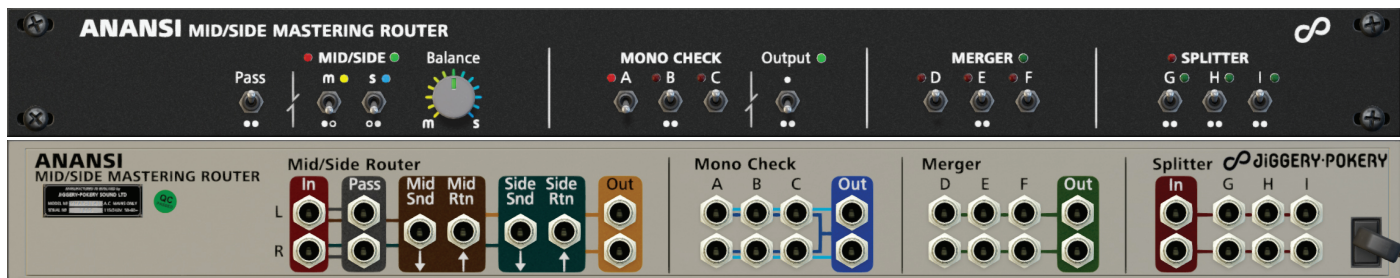 ANANSI MID/SIDE MASTERING ROUTER
Pass
MID/SIDE
m s
Balance
m s
MONO CHECK
A B C
Output
MERGER
D E F
SPLITTER
G H I
ANANSI
MID/SIDE MASTERING ROUTER
JIGGERY-POKERY SOUND LTD
QC
Mid/Side Router
In
Pass
Mid Snd
Mid Rtn
Side Snd
Side Rtn
Out
L
R
Mono Check
A B C
Out
Merger
D E F
Out
Splitter
JiGGERY·POKERY
In
G H I